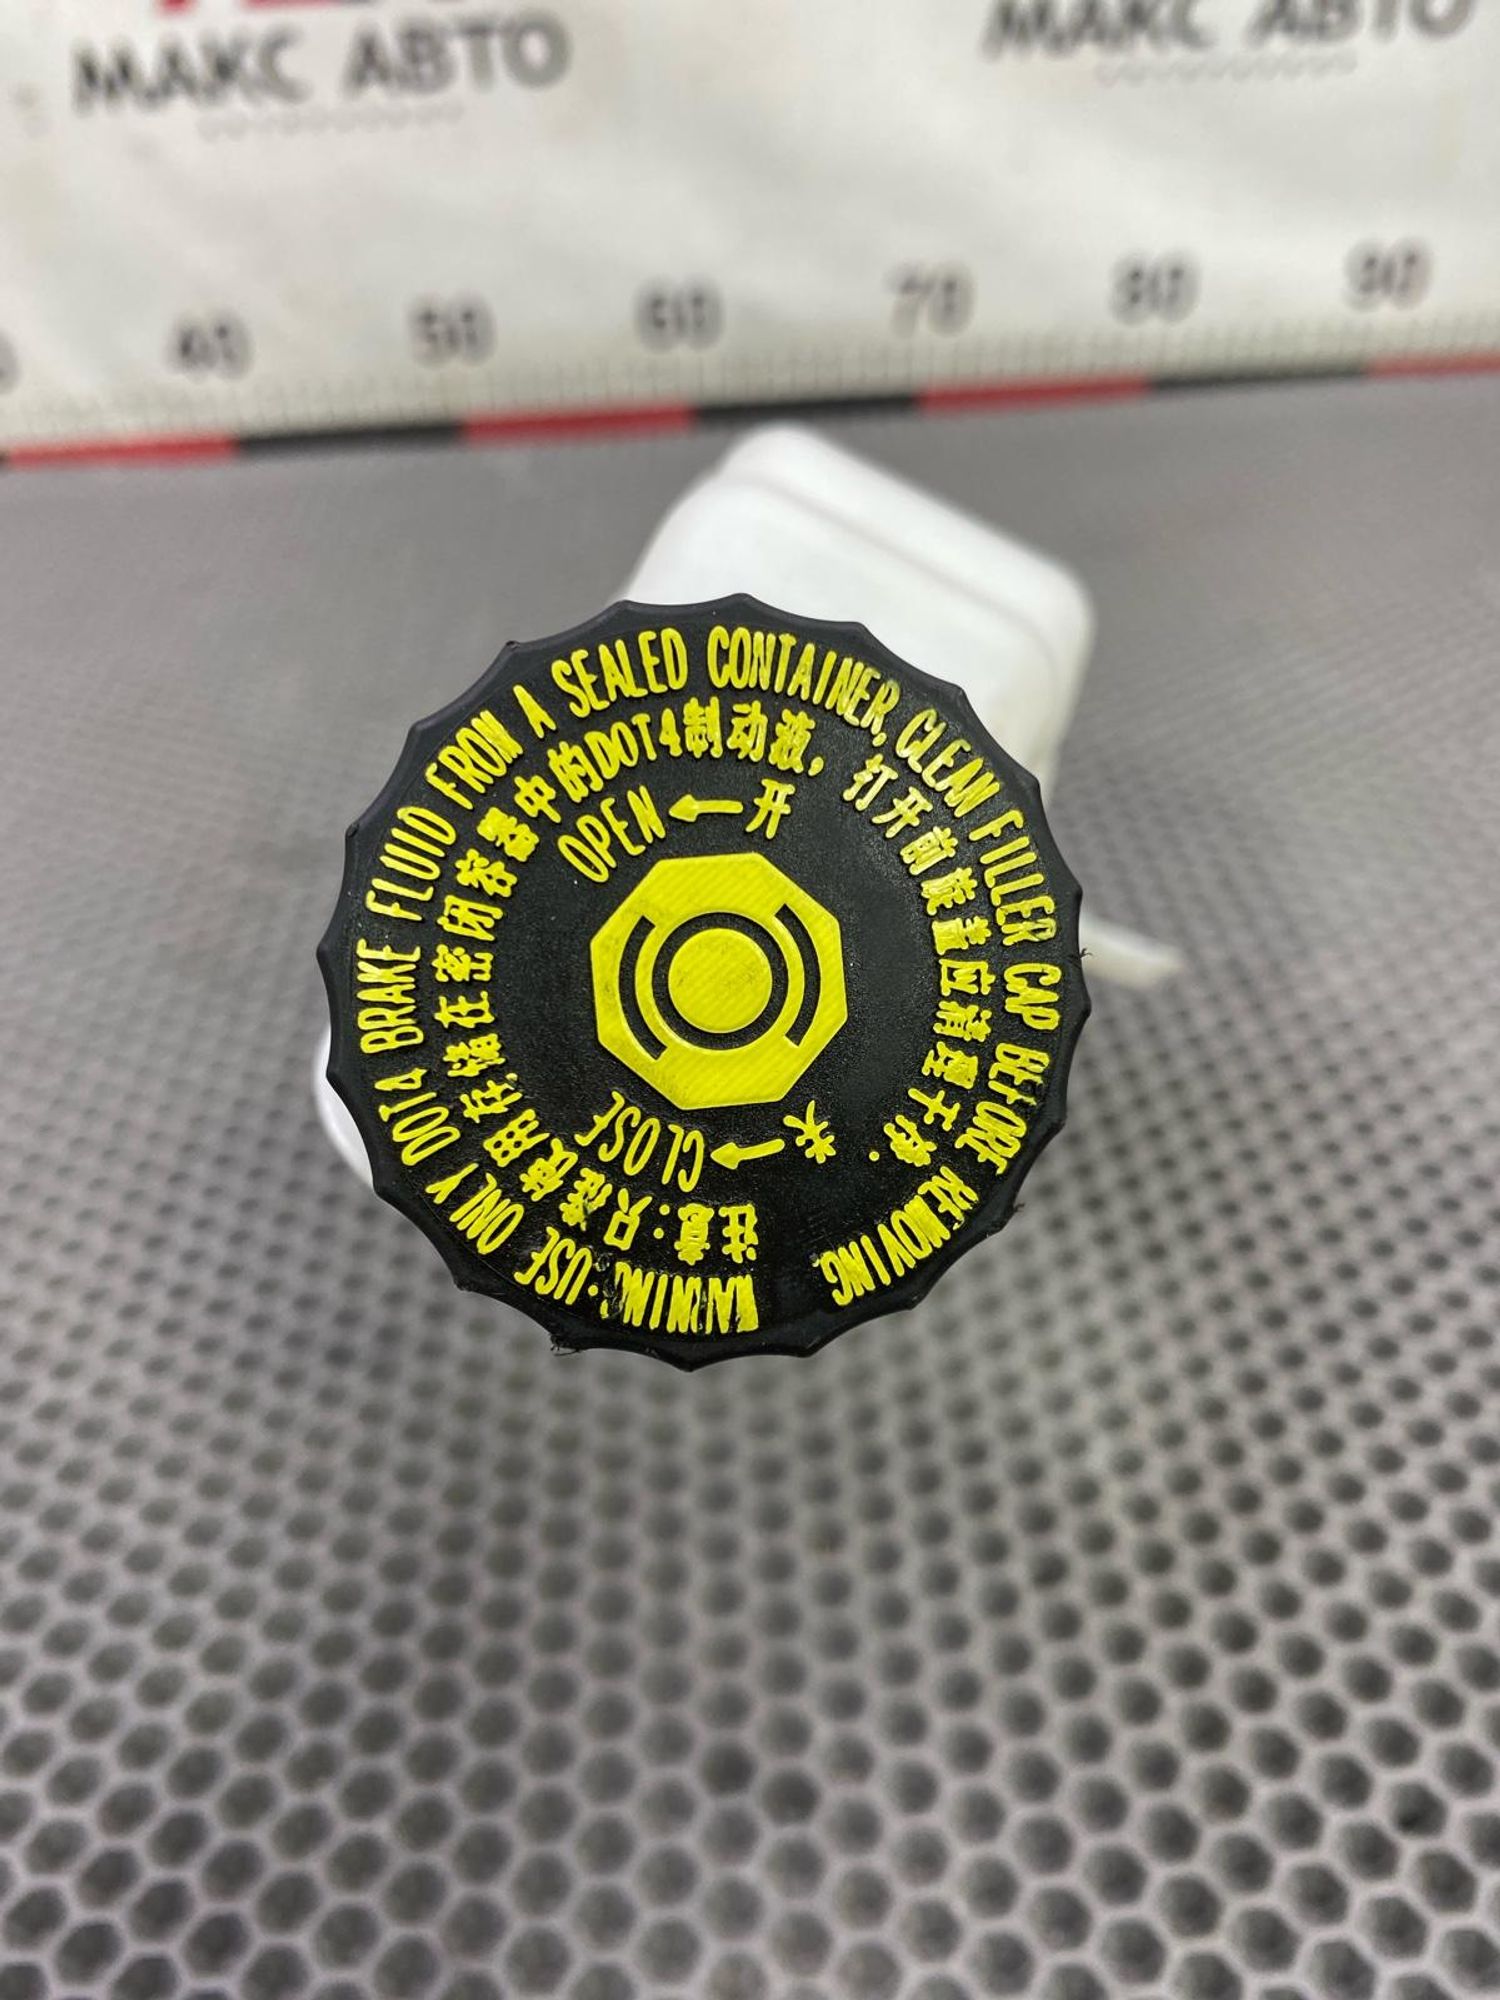 МАКС АВТО
МАКС АВТО
40 50 60 70 80 90
WARNING:USE ONLY DOT4 BRAKE FLUID FROM A SEALED CONTAINER, CLEAN FILLER CAP BEFORE REMOVING
注意:只准使用存储在密闭容器中的DOT4制动液, 打开前旋盖应清理干净.
OPEN ← 开
CLOSE ← 关